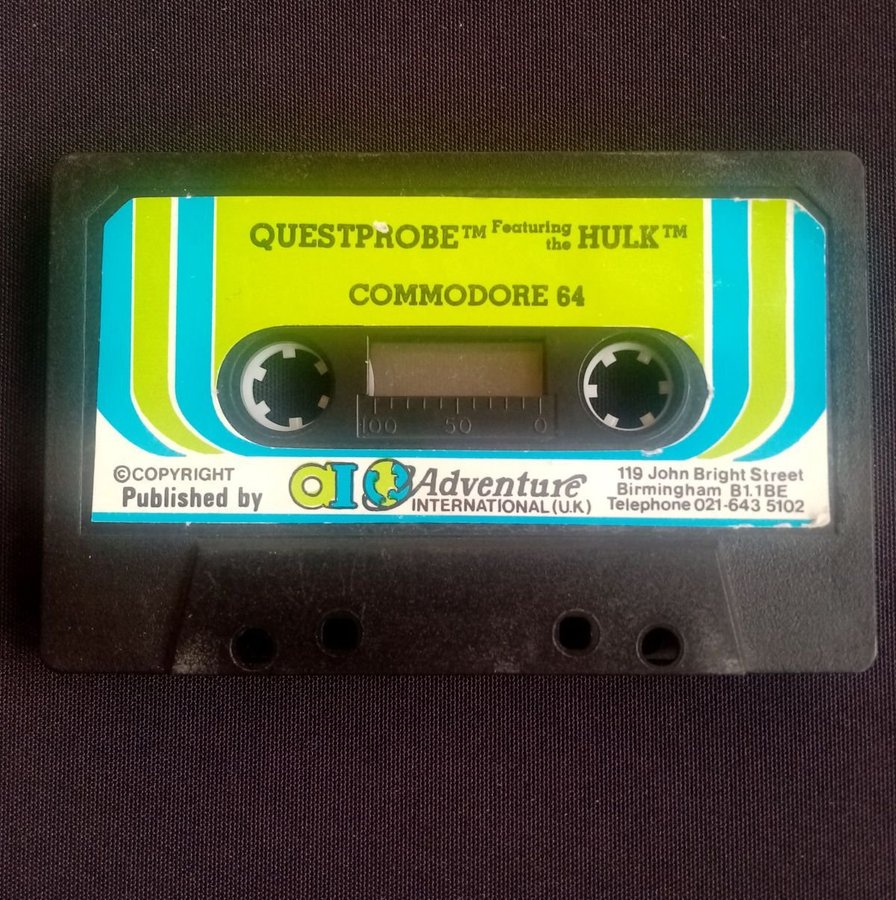 QUESTPROBE™ Featuring the HULK™
COMMODORE 64
100 50 0
©COPYRIGHT
Published by
aI
Adventure
INTERNATIONAL (U.K)
119 John Bright Street
Birmingham B1.1BE
Telephone 021-643 5102